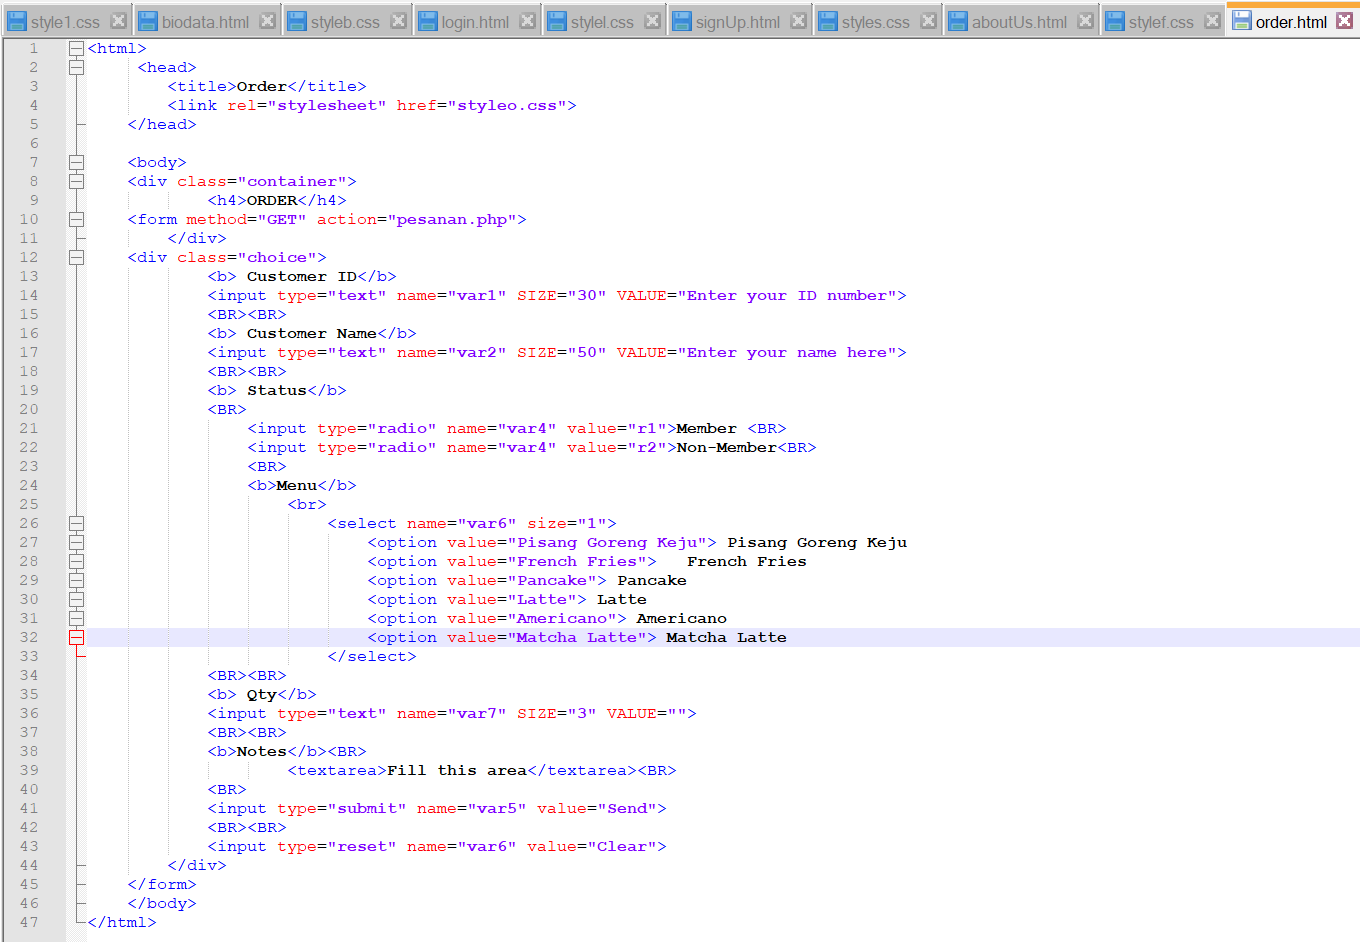 style1.css biodata.html styleb.css login.html stylel.css signUp.html styles.css aboutUs.html stylef.css order.html
1 <html>
2 <head>
3 <title>Order</title>
4 <link rel="stylesheet" href="styleo.css">
5 </head>
6
7 <body>
8 <div class="container">
9 <h4>ORDER</h4>
10 <form method="GET" action="pesanan.php">
11 </div>
12 <div class="choice">
13 <b> Customer ID</b>
14 <input type="text" name="var1" SIZE="30" VALUE="Enter your ID number">
15 <BR><BR>
16 <b> Customer Name</b>
17 <input type="text" name="var2" SIZE="50" VALUE="Enter your name here">
18 <BR><BR>
19 <b> Status</b>
20 <BR>
21 <input type="radio" name="var4" value="r1">Member <BR>
22 <input type="radio" name="var4" value="r2">Non-Member<BR>
23 <BR>
24 <b>Menu</b>
25 <br>
26 <select name="var6" size="1">
27 <option value="Pisang Goreng Keju"> Pisang Goreng Keju
28 <option value="French Fries">   French Fries
29 <option value="Pancake"> Pancake
30 <option value="Latte"> Latte
31 <option value="Americano"> Americano
32 <option value="Matcha Latte"> Matcha Latte
33 </select>
34 <BR><BR>
35 <b> Qty</b>
36 <input type="text" name="var7" SIZE="3" VALUE="">
37 <BR><BR>
38 <b>Notes</b><BR>
39 <textarea>Fill this area</textarea><BR>
40 <BR>
41 <input type="submit" name="var5" value="Send">
42 <BR><BR>
43 <input type="reset" name="var6" value="Clear">
44 </div>
45 </form>
46 </body>
47 </html>